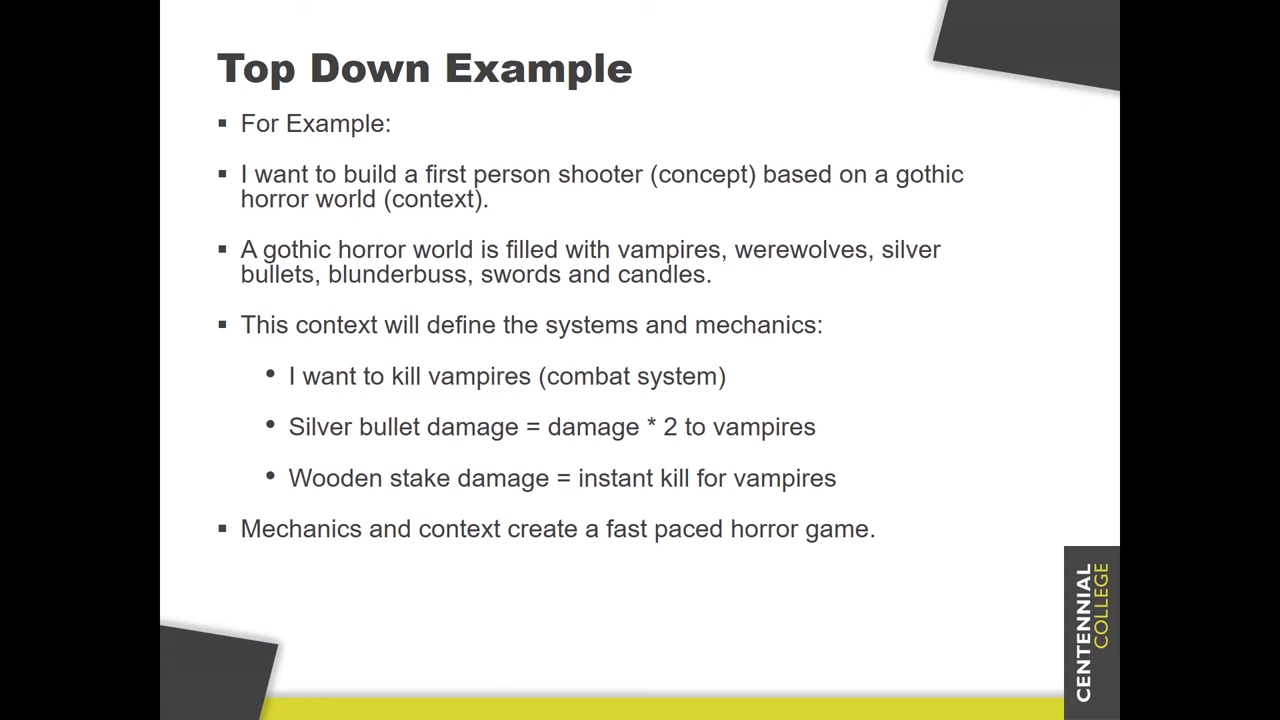 Top Down Example
▪ For Example:
▪ I want to build a first person shooter (concept) based on a gothic
horror world (context).
▪ A gothic horror world is filled with vampires, werewolves, silver
bullets, blunderbuss, swords and candles.
▪ This context will define the systems and mechanics:
• I want to kill vampires (combat system)
• Silver bullet damage = damage * 2 to vampires
• Wooden stake damage = instant kill for vampires
▪ Mechanics and context create a fast paced horror game.
CENTENNIAL
COLLEGE